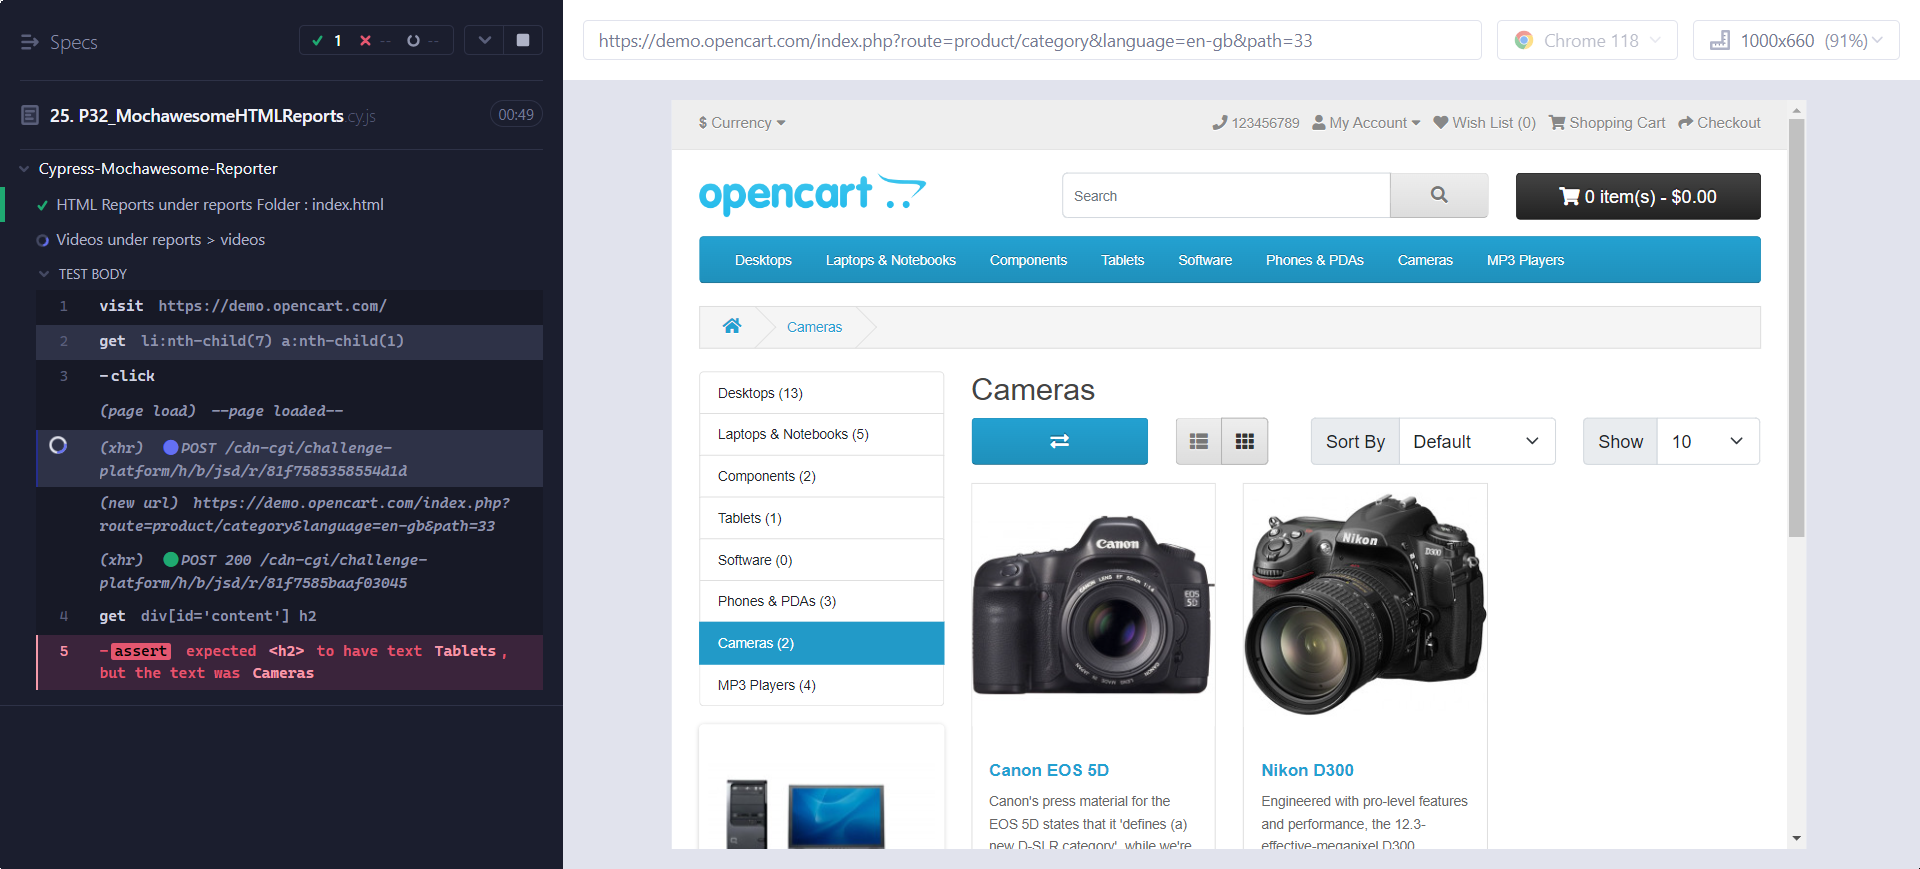 Specs
1 -- --
25. P32_MochawesomeHTMLReports.cy.js 00:49
Cypress-Mochawesome-Reporter
HTML Reports under reports Folder : index.html
Videos under reports > videos
TEST BODY
1 visit https://demo.opencart.com/
2 get li:nth-child(7) a:nth-child(1)
3 -click
(page load) --page loaded--
(xhr) POST /cdn-cgi/challenge-
platform/h/b/jsd/r/81f7585358554d1d
(new url) https://demo.opencart.com/index.php?
route=product/category&language=en-gb&path=33
(xhr) POST 200 /cdn-cgi/challenge-
platform/h/b/jsd/r/81f7585baaf03045
4 get div[id='content'] h2
5 -assert expected <h2> to have text Tablets,
but the text was Cameras
https://demo.opencart.com/index.php?route=product/category&language=en-gb&path=33
Chrome 118
1000x660 (91%)
$ Currency
123456789 My Account Wish List (0) Shopping Cart Checkout
opencart
Search
0 item(s) - $0.00
Desktops Laptops & Notebooks Components Tablets Software Phones & PDAs Cameras MP3 Players
Cameras
Desktops (13)
Laptops & Notebooks (5)
Components (2)
Tablets (1)
Software (0)
Phones & PDAs (3)
Cameras (2)
MP3 Players (4)
Cameras
Sort By Default
Show 10
Canon
EOS
5D
Nikon
D300
Canon EOS 5D
Canon's press material for the
EOS 5D states that it 'defines (a)
new D-SLR category', while we're
Nikon D300
Engineered with pro-level features
and performance, the 12.3-
effective-megapixel D300